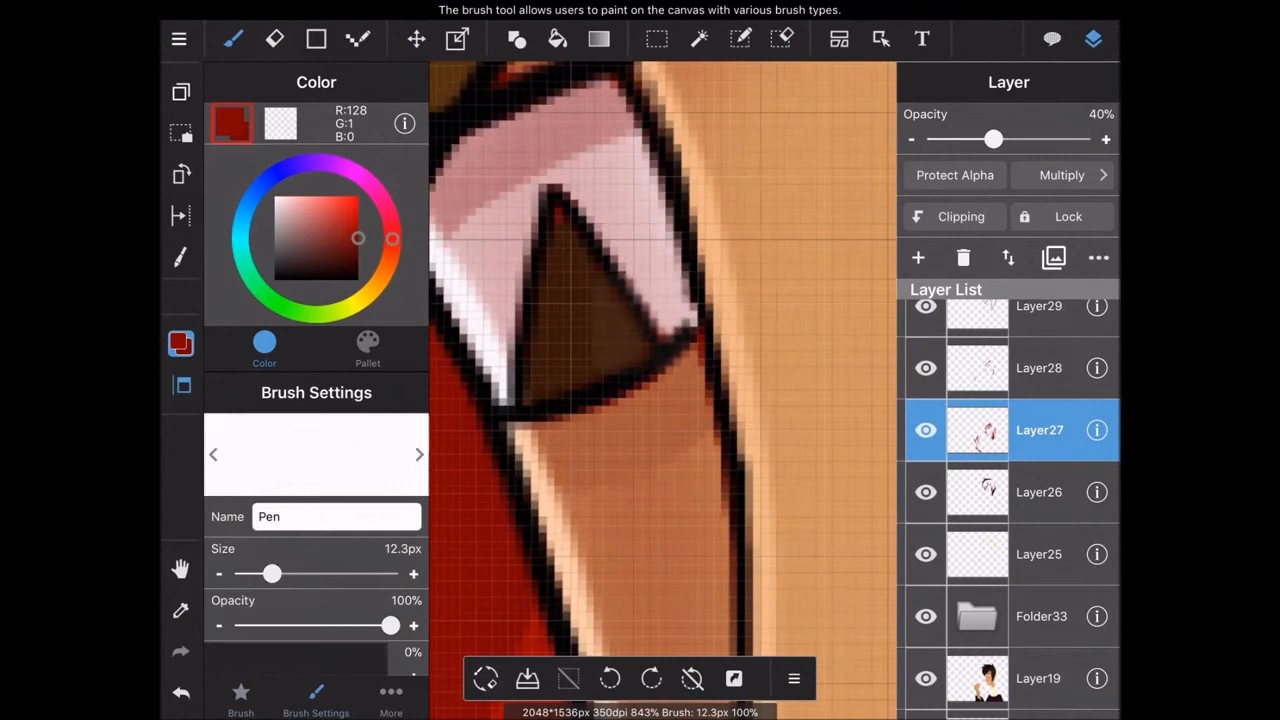 The brush tool allows users to paint on the canvas with various brush types.
T
Color
R:128
G:1
B:0
Color
Pallet
Brush Settings
Name
Pen
Size
12.3px
-
+
Opacity
100%
-
+
0%
Brush
Brush Settings
More
2048*1536px 350dpi 843% Brush: 12.3px 100%
Layer
Opacity
40%
-
+
Protect Alpha
Multiply
Clipping
Lock
Layer List
Layer29
Layer28
Layer27
Layer26
Layer25
Folder33
Layer19